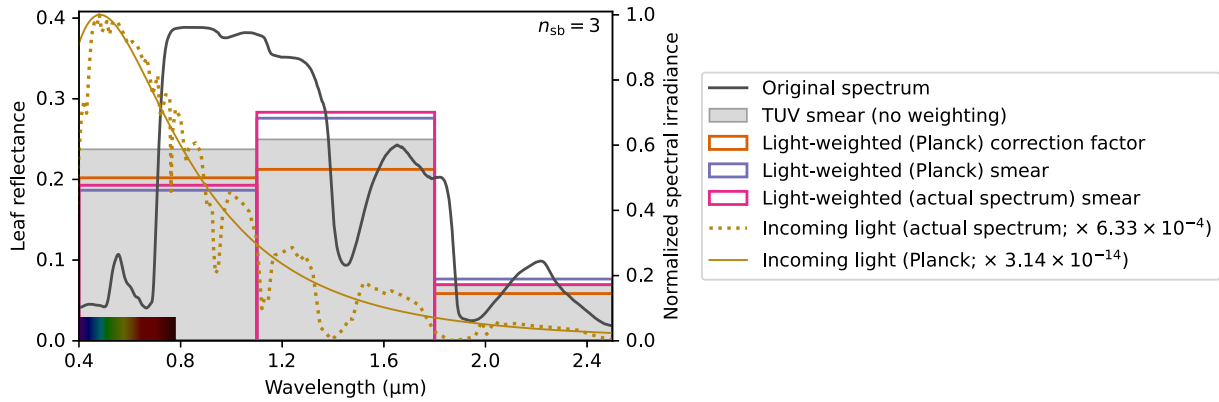 n_sb = 3
Leaf reflectance
0.4
0.3
0.2
0.1
0.0
0.4 0.8 1.2 1.6 2.0 2.4
Wavelength (μm)
1.0
0.8
0.6
0.4
0.2
0.0
Normalized spectral irradiance
Original spectrum
TUV smear (no weighting)
Light-weighted (Planck) correction factor
Light-weighted (Planck) smear
Light-weighted (actual spectrum) smear
Incoming light (actual spectrum; × 6.33 × 10⁻⁴)
Incoming light (Planck; × 3.14 × 10⁻¹⁴)